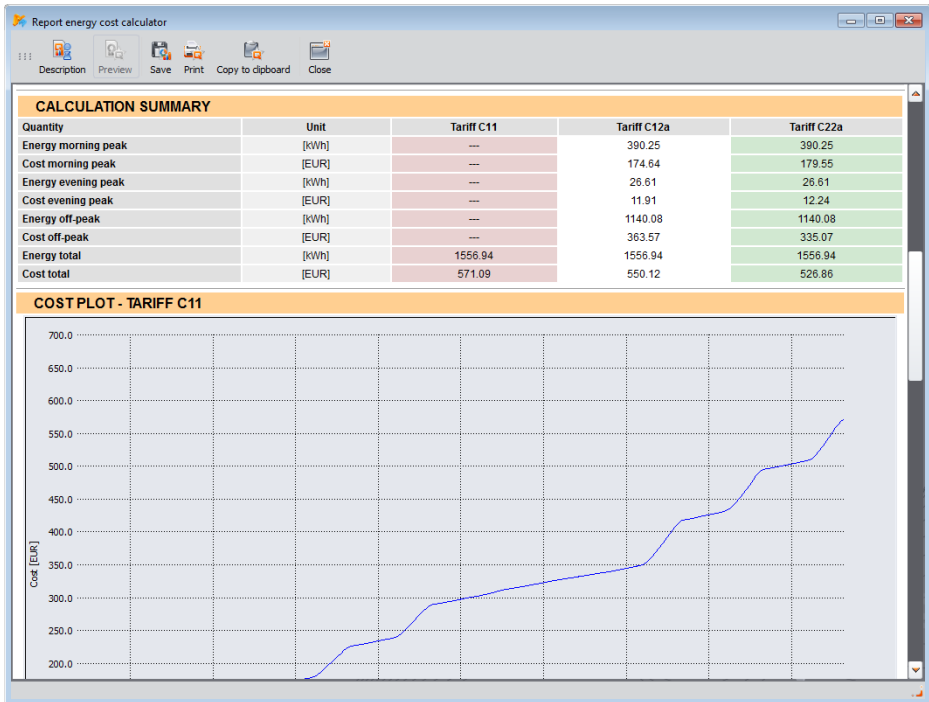 Report energy cost calculator
Description Preview Save Print Copy to clipboard Close
CALCULATION SUMMARY
Quantity Unit Tariff C11 Tariff C12a Tariff C22a
Energy morning peak [kWh] --- 390.25 390.25
Cost morning peak [EUR] --- 174.64 179.55
Energy evening peak [kWh] --- 26.61 26.61
Cost evening peak [EUR] --- 11.91 12.24
Energy off-peak [kWh] --- 1140.08 1140.08
Cost off-peak [EUR] --- 363.57 335.07
Energy total [kWh] 1556.94 1556.94 1556.94
Cost total [EUR] 571.09 550.12 526.86
COST PLOT - TARIFF C11
700.0
650.0
600.0
550.0
500.0
450.0
400.0
Cost [EUR]
350.0
300.0
250.0
200.0